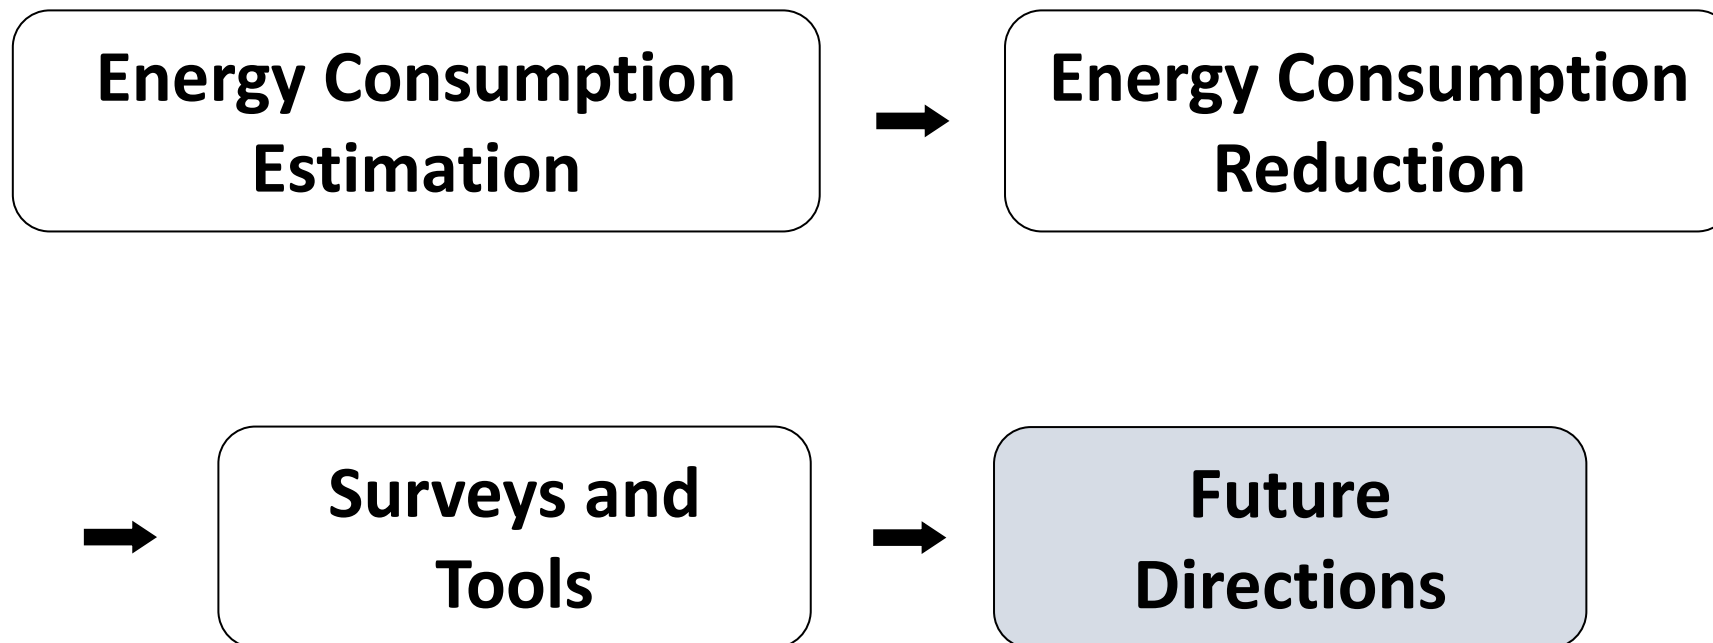 Energy Consumption
Estimation
Energy Consumption
Reduction
Surveys and
Tools
Future
Directions